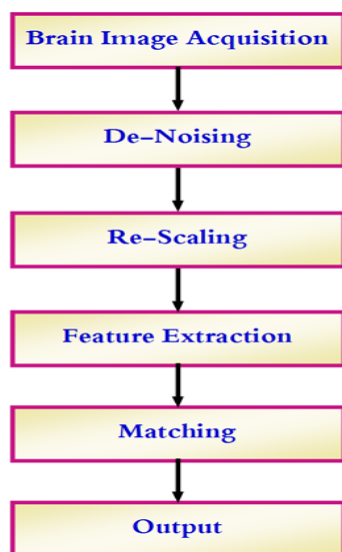 Brain Image Acquisition
De-Noising
Re-Scaling
Feature Extraction
Matching
Output